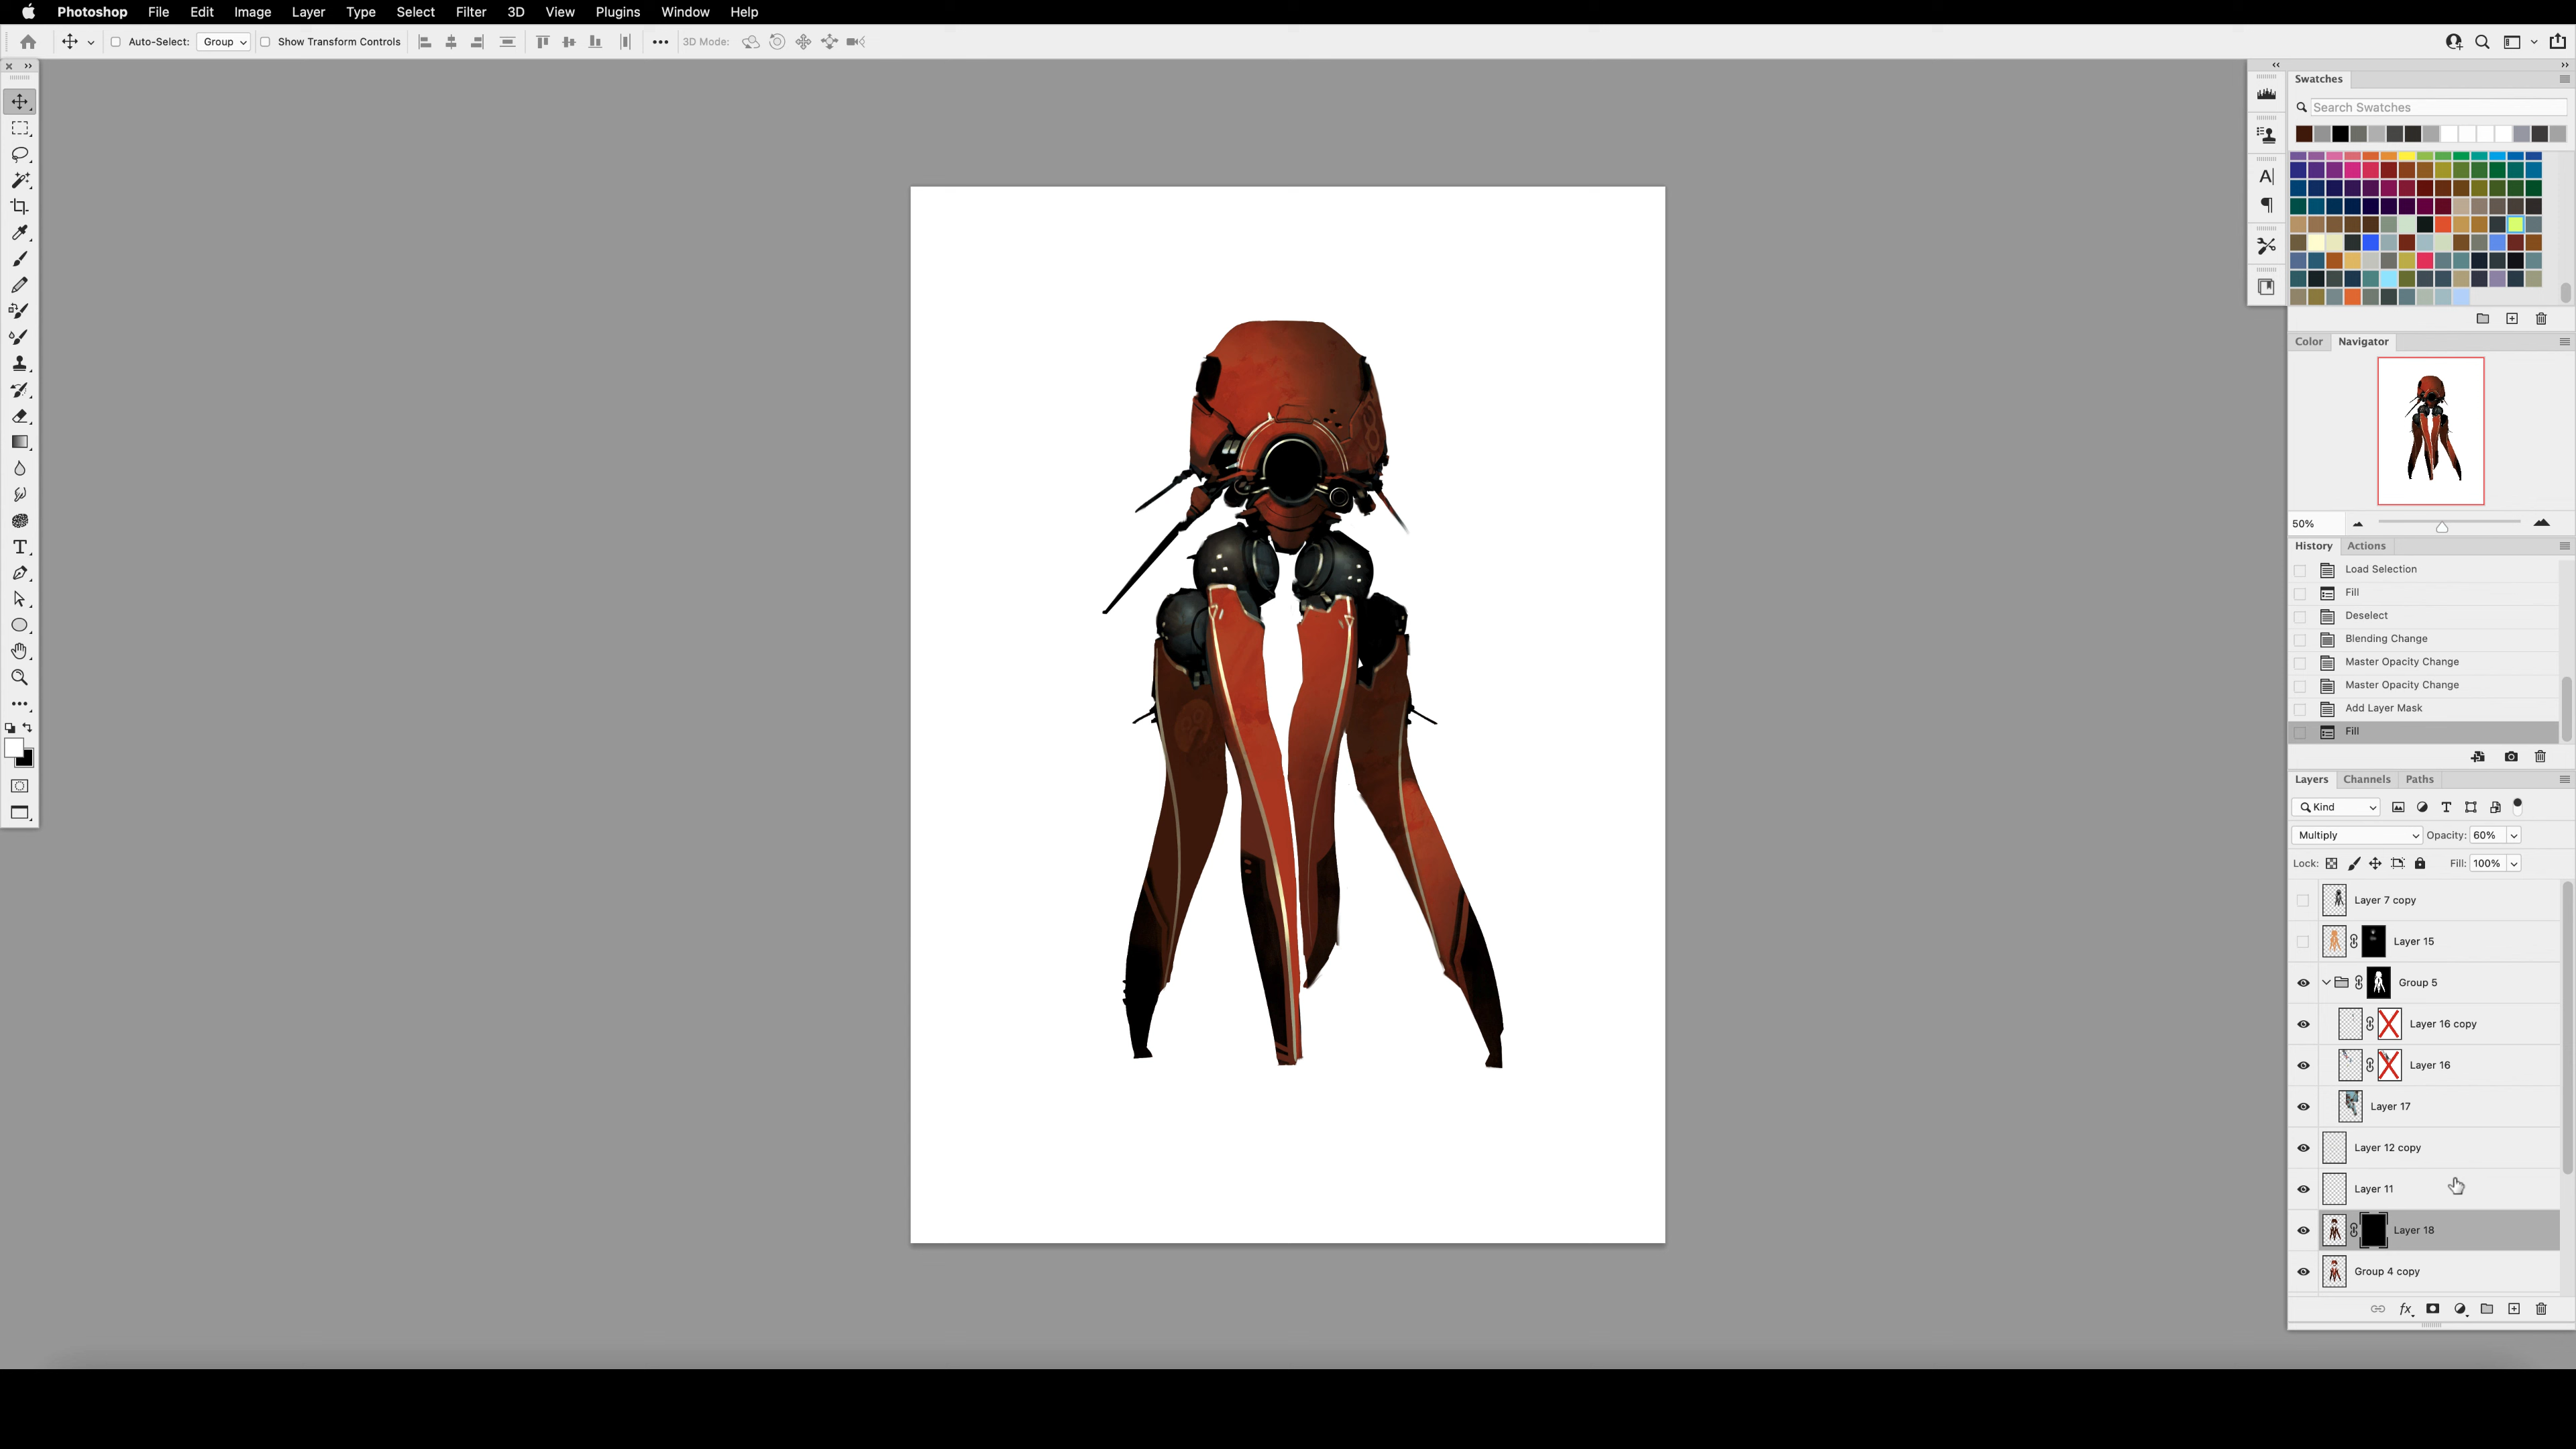 Photoshop File Edit Image Layer Type Select Filter 3D View Plugins Window Help
Auto-Select: Group Show Transform Controls 3D Mode:
Swatches
Search Swatches
Color Navigator
50%
History Actions
Load Selection
Fill
Deselect
Blending Change
Master Opacity Change
Master Opacity Change
Add Layer Mask
Fill
Layers Channels Paths
Kind
Multiply Opacity: 60%
Lock: Fill: 100%
Layer 7 copy
Layer 15
Group 5
Layer 16 copy
Layer 16
Layer 17
Layer 12 copy
Layer 11
Layer 18
Group 4 copy
fx